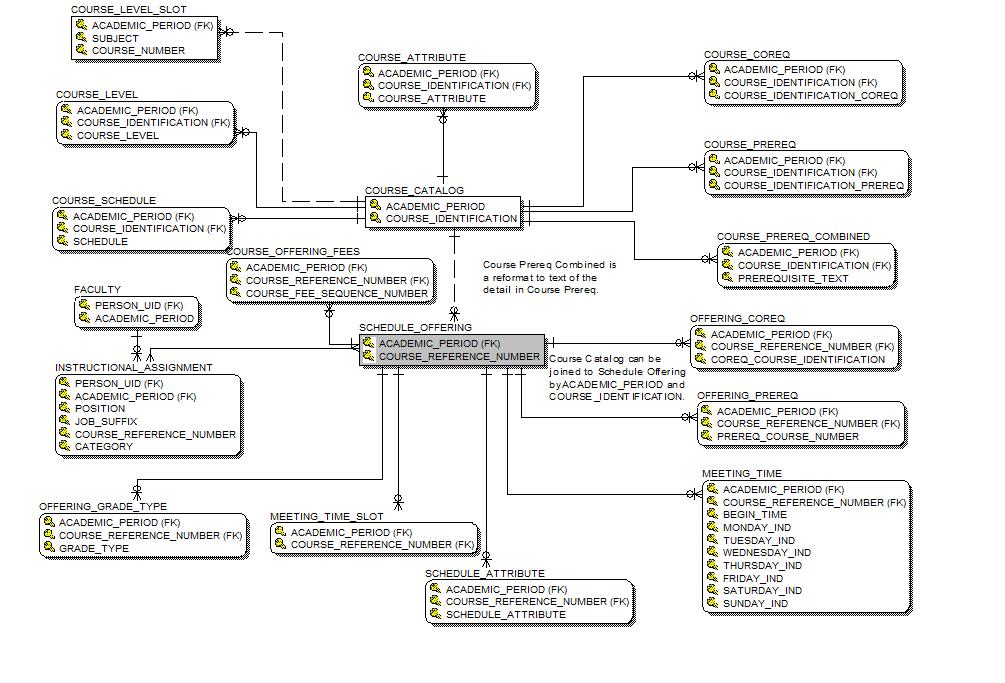 COURSE_LEVEL_SLOT
ACADEMIC_PERIOD (FK)
SUBJECT
COURSE_NUMBER
COURSE_ATTRIBUTE
ACADEMIC_PERIOD (FK)
COURSE_IDENTIFICATION (FK)
COURSE_ATTRIBUTE
COURSE_COREQ
ACADEMIC_PERIOD (FK)
COURSE_IDENTIFICATION (FK)
COURSE_IDENTIFICATION_COREQ
COURSE_LEVEL
ACADEMIC_PERIOD (FK)
COURSE_IDENTIFICATION (FK)
COURSE_LEVEL
COURSE_PREREQ
ACADEMIC_PERIOD (FK)
COURSE_IDENTIFICATION (FK)
COURSE_IDENTIFICATION_PREREQ
COURSE_CATALOG
ACADEMIC_PERIOD
COURSE_IDENTIFICATION
COURSE_SCHEDULE
ACADEMIC_PERIOD (FK)
COURSE_IDENTIFICATION (FK)
SCHEDULE
COURSE_PREREQ_COMBINED
ACADEMIC_PERIOD (FK)
COURSE_IDENTIFICATION (FK)
PREREQUISITE_TEXT
COURSE_OFFERING_FEES
ACADEMIC_PERIOD (FK)
COURSE_REFERENCE_NUMBER (FK)
COURSE_FEE_SEQUENCE_NUMBER
Course Prereq Combined is
a reformat to text of the
detail in Course Prereq.
FACULTY
PERSON_UID (FK)
ACADEMIC_PERIOD
SCHEDULE_OFFERING
ACADEMIC_PERIOD (FK)
COURSE_REFERENCE_NUMBER
OFFERING_COREQ
ACADEMIC_PERIOD (FK)
COURSE_REFERENCE_NUMBER (FK)
COREQ_COURSE_IDENTIFICATION
Course Catalog can be
joined to Schedule Offering
by ACADEMIC_PERIOD and
COURSE_IDENTIFICATION.
INSTRUCTIONAL_ASSIGNMENT
PERSON_UID (FK)
ACADEMIC_PERIOD (FK)
POSITION
JOB_SUFFIX
COURSE_REFERENCE_NUMBER
CATEGORY
OFFERING_PREREQ
ACADEMIC_PERIOD (FK)
COURSE_REFERENCE_NUMBER (FK)
PREREQ_COURSE_NUMBER
MEETING_TIME
ACADEMIC_PERIOD (FK)
COURSE_REFERENCE_NUMBER (FK)
BEGIN_TIME
MONDAY_IND
TUESDAY_IND
WEDNESDAY_IND
THURSDAY_IND
FRIDAY_IND
SATURDAY_IND
SUNDAY_IND
OFFERING_GRADE_TYPE
ACADEMIC_PERIOD (FK)
COURSE_REFERENCE_NUMBER (FK)
GRADE_TYPE
MEETING_TIME_SLOT
ACADEMIC_PERIOD (FK)
COURSE_REFERENCE_NUMBER (FK)
SCHEDULE_ATTRIBUTE
ACADEMIC_PERIOD (FK)
COURSE_REFERENCE_NUMBER (FK)
SCHEDULE_ATTRIBUTE